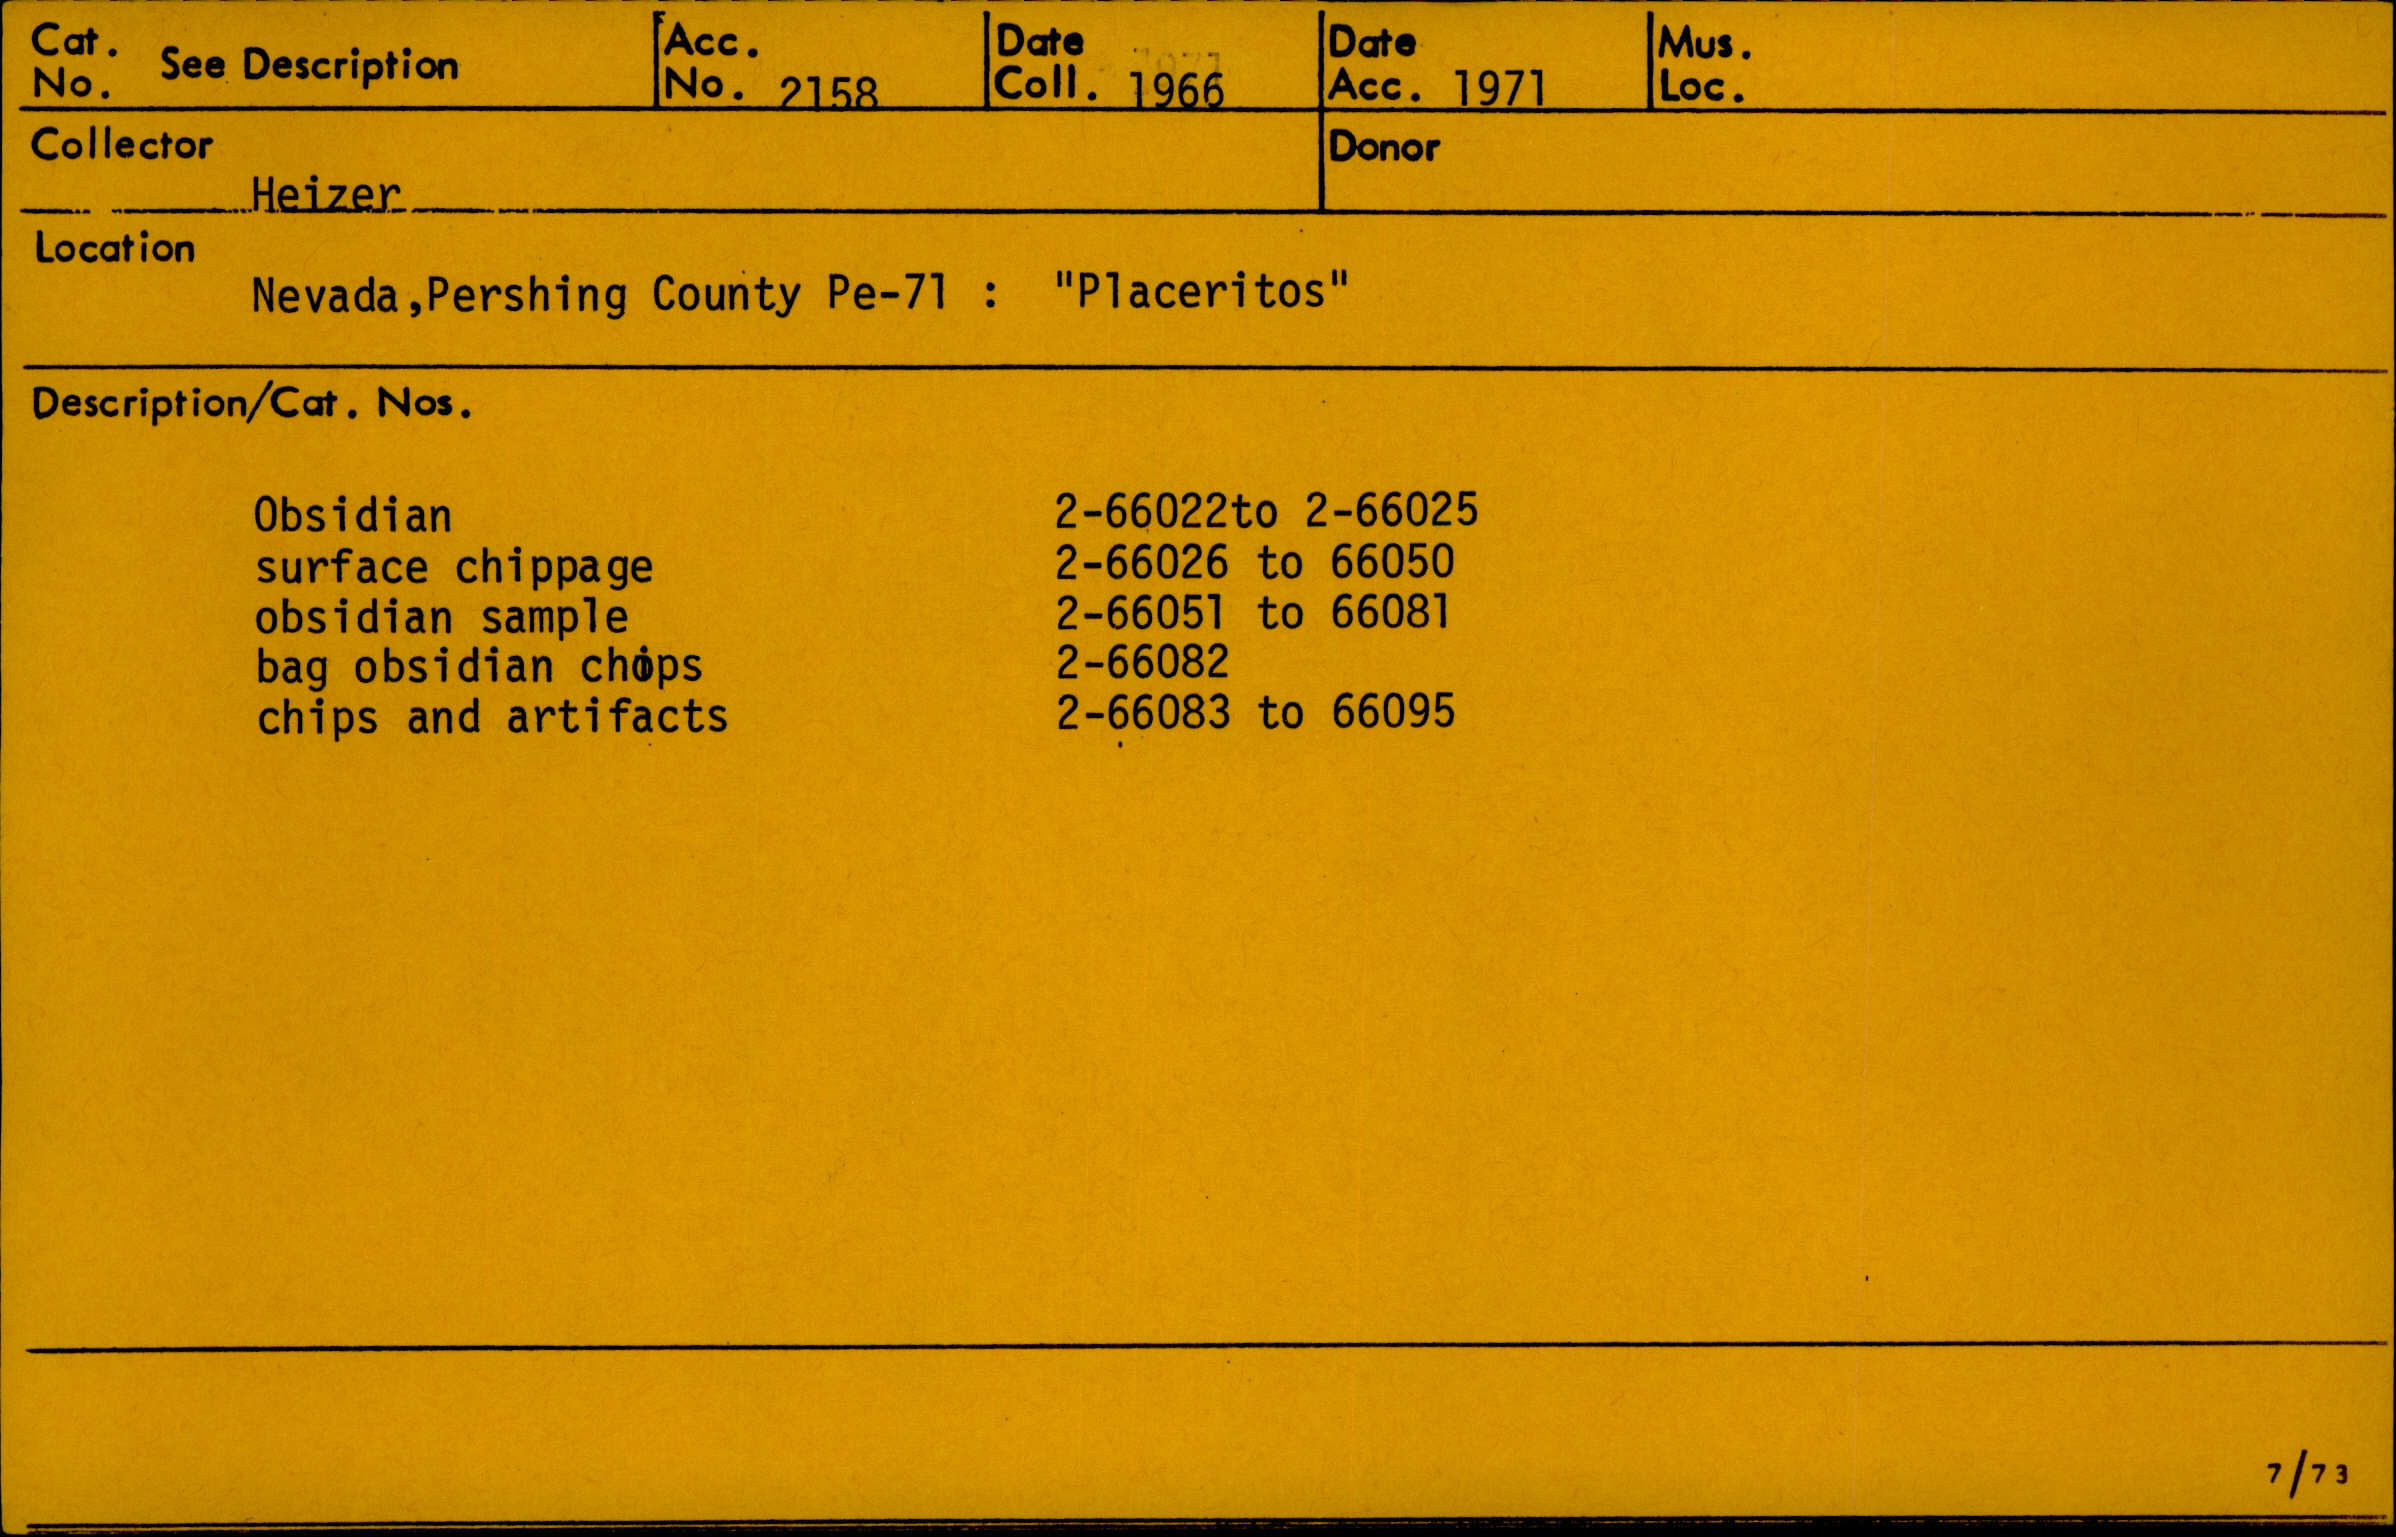 Cat. No. See Description
Acc. No. 2158
Date Coll. 1966
Date Acc. 1971
Mus. Loc.
Collector
Heizer
Donor
Location
Nevada,Pershing County Pe-71 : "Placeritos"
Description/Cat. Nos.
Obsidian 2-66022to 2-66025
surface chippage 2-66026 to 66050
obsidian sample 2-66051 to 66081
bag obsidian chips 2-66082
chips and artifacts 2-66083 to 66095
7/73